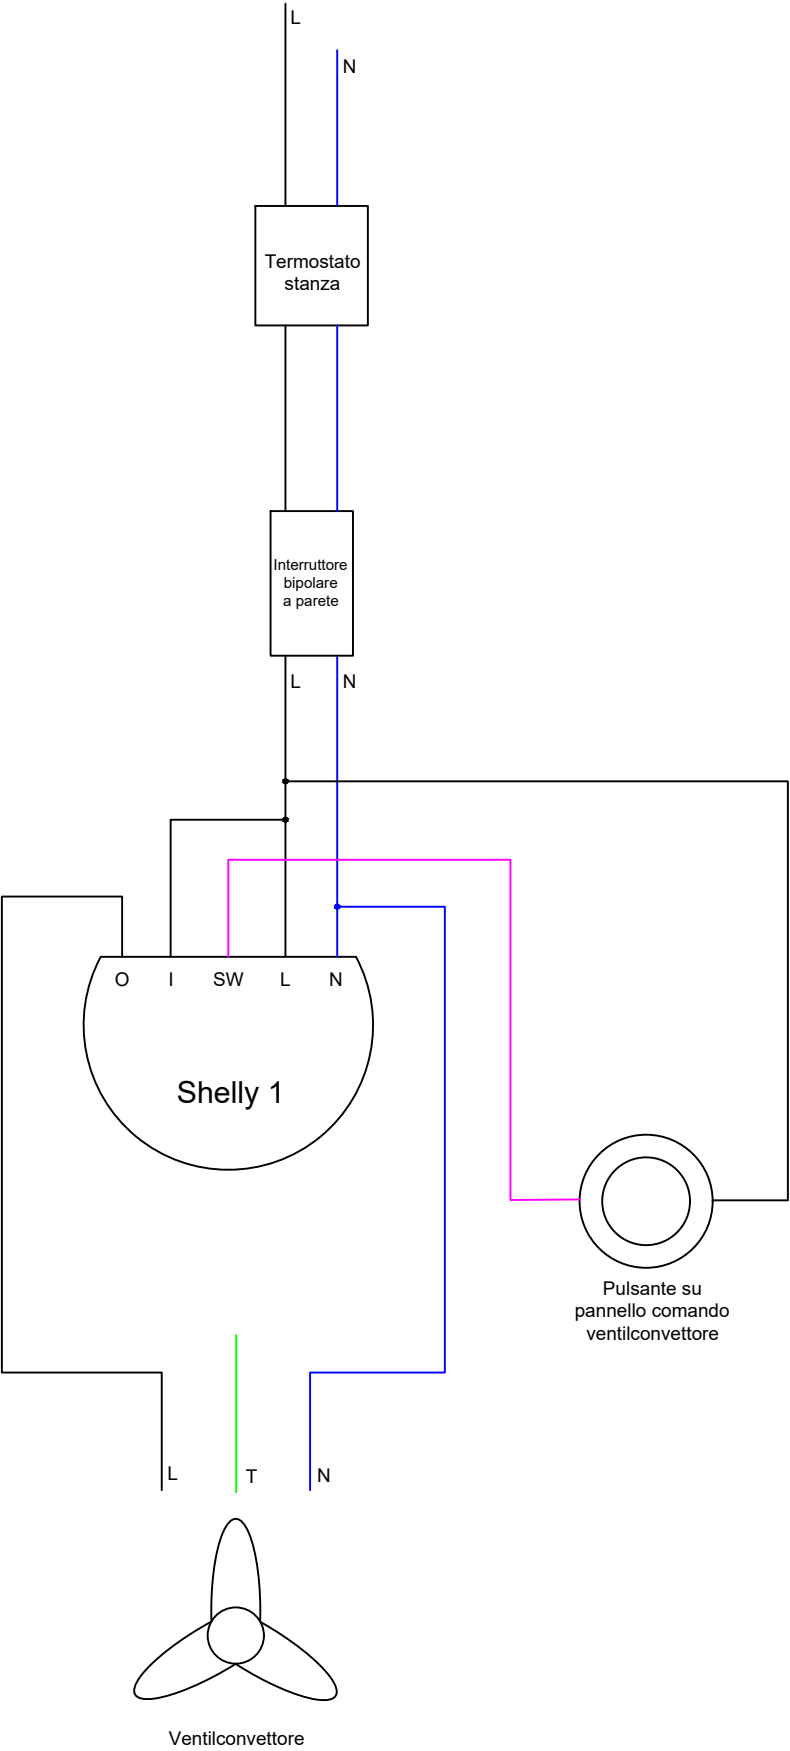 L
N
Termostato
stanza
Interruttore
bipolare
a parete
L
N
O
I
SW
L
N
Shelly 1
Pulsante su
pannello comando
ventilconvettore
L
T
N
Ventilconvettore